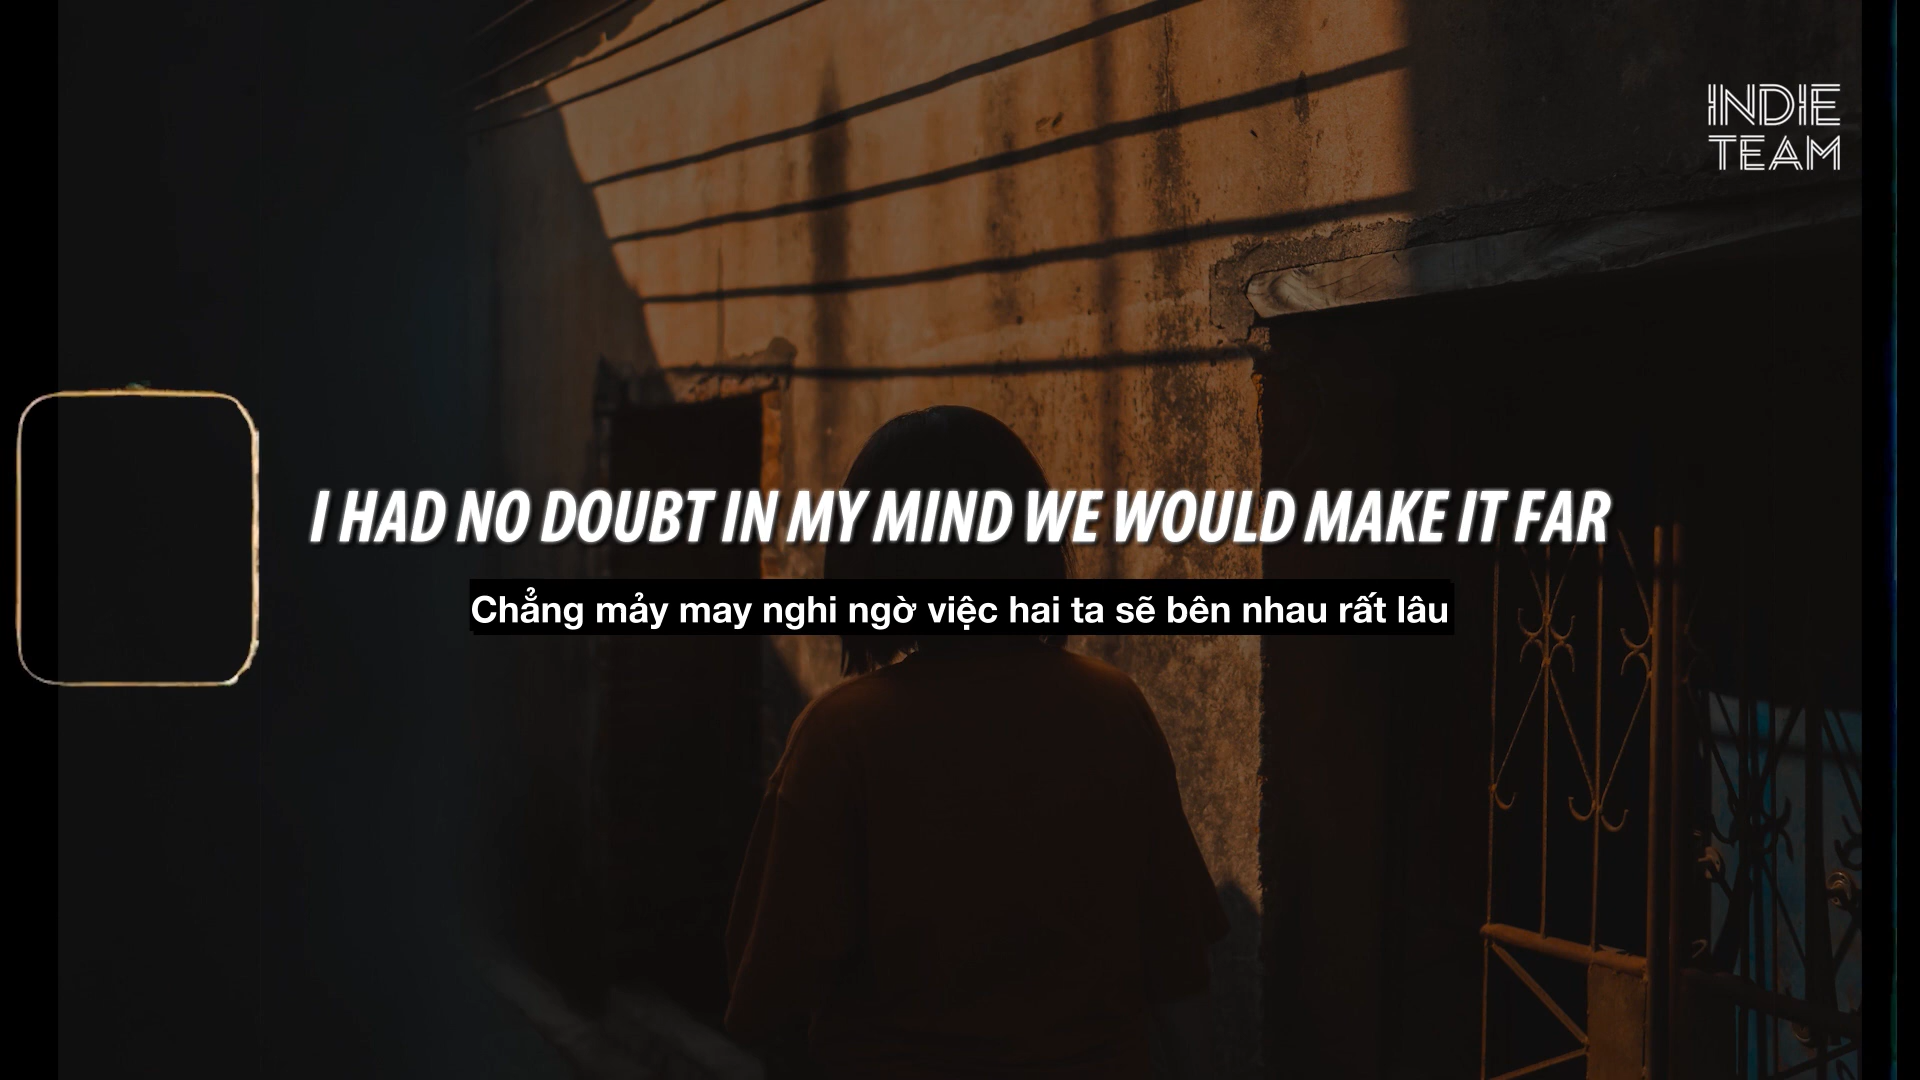 INDIE
TEAM
I HAD NO DOUBT IN MY MIND WE WOULD MAKE IT FAR
Chẳng mảy may nghi ngờ việc hai ta sẽ bên nhau rất lâu